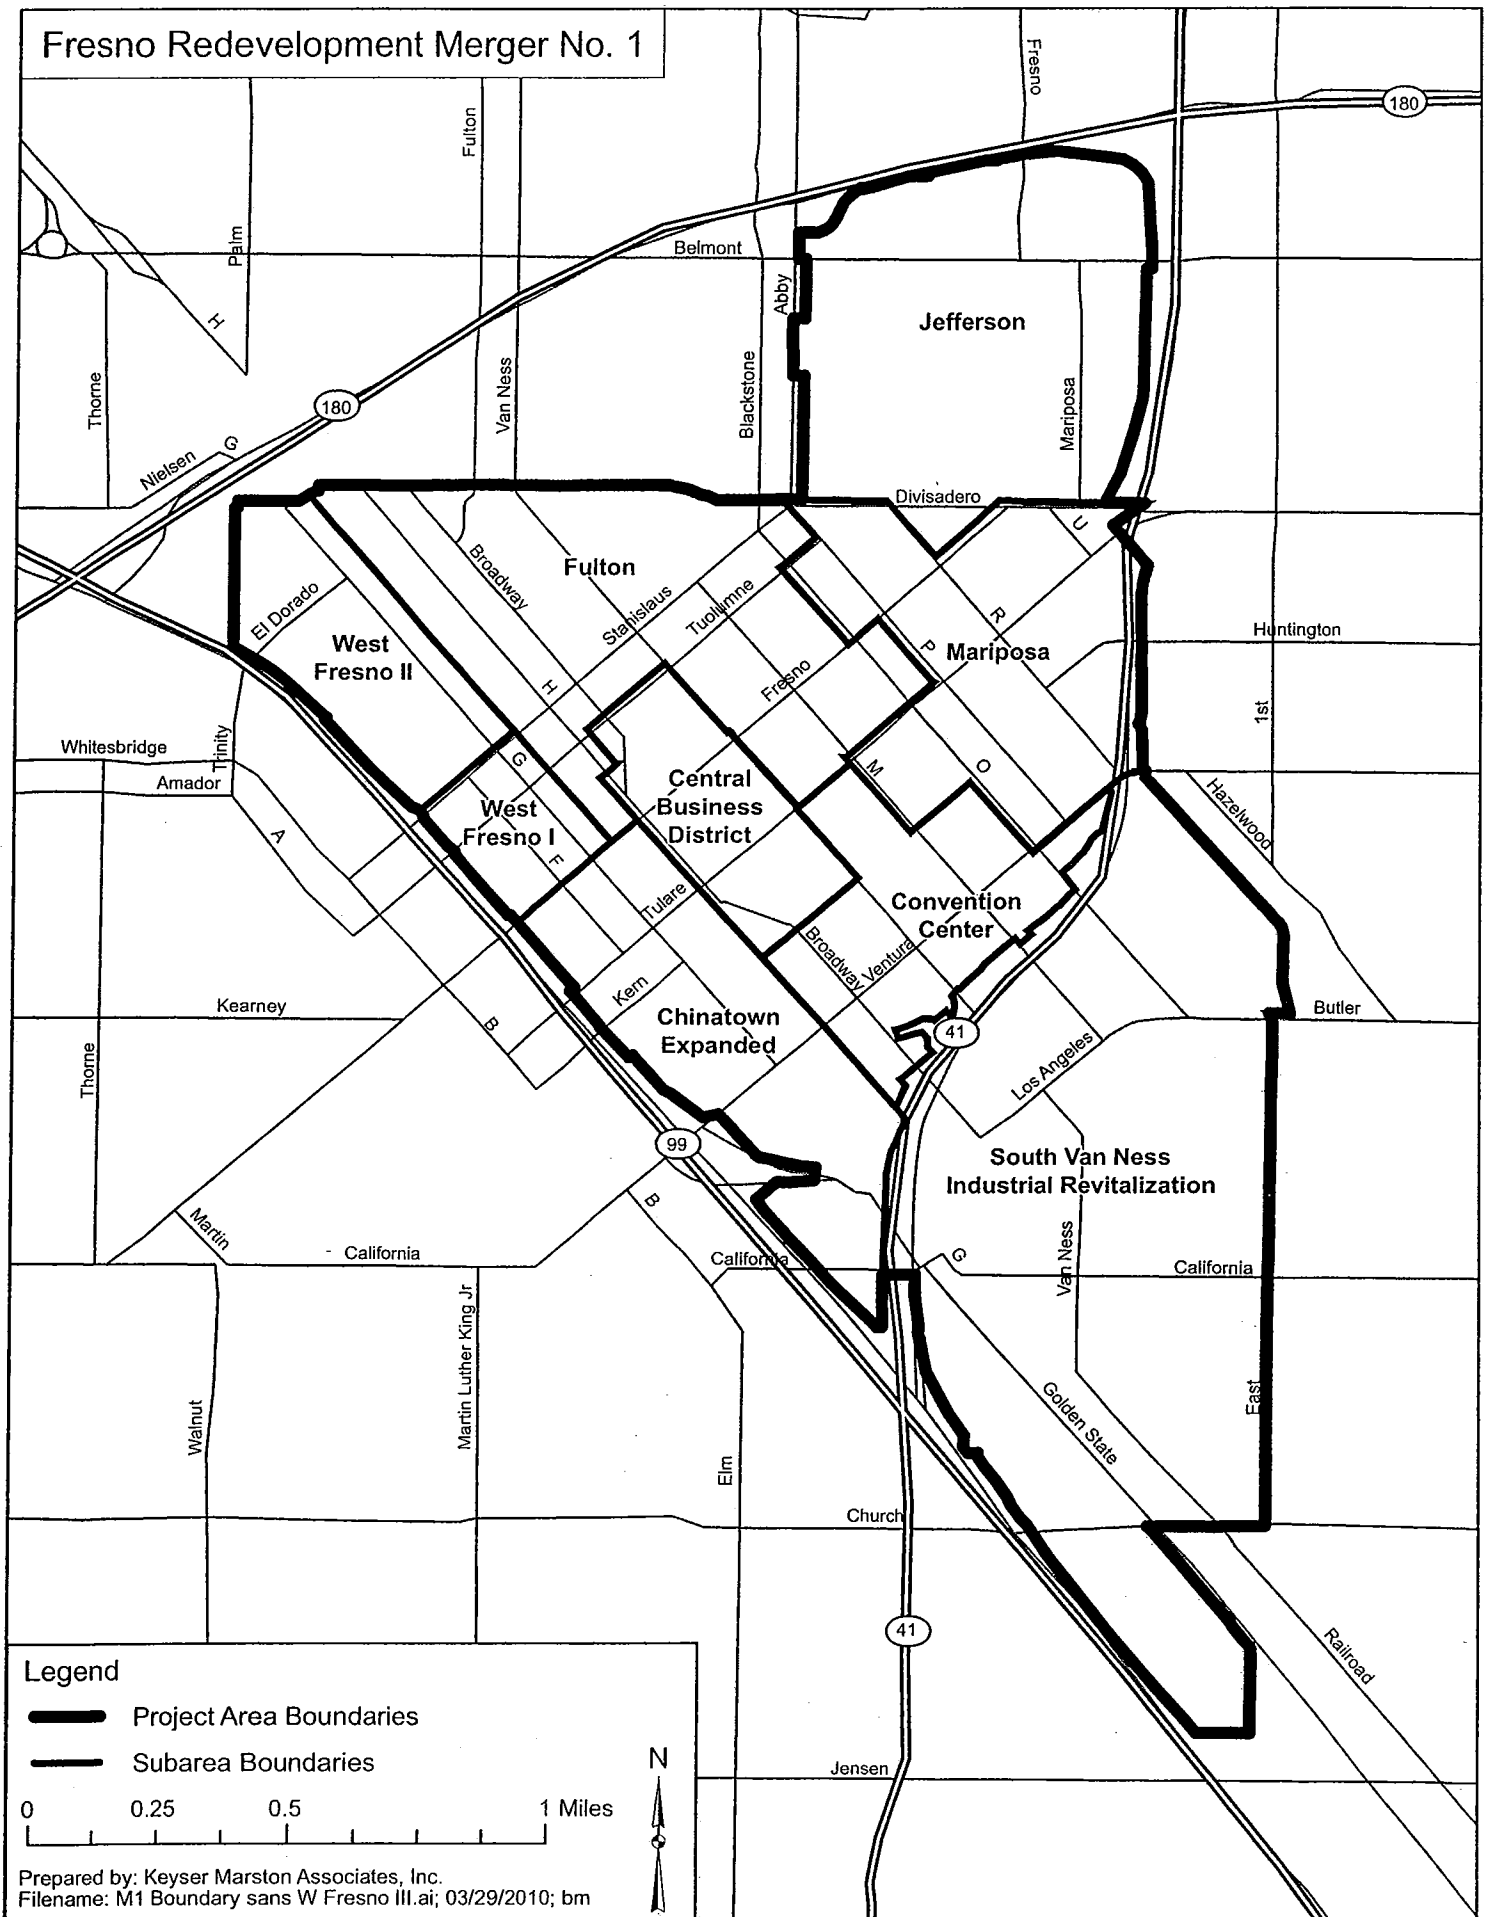 Fresno Redevelopment Merger No. 1
Fresno
180
Fulton
Palm
Belmont
Abby
H
Jefferson
Thorne
180
Van Ness
Blackstone
Mariposa
G
Nielsen
Divisadero
U
Broadway
Fulton
El Dorado
Stanislaus
Tuolumne
R
Huntington
West
Fresno II
P
Mariposa
H
Fresno
1st
Trinity
Whitesbridge
Amador
G
M
O
Central
Business
District
West
Fresno I
Hazelwood
A
F
Tulare
Convention
Center
Broadway
Ventura
Kern
Kearney
Butler
B
Chinatown
Expanded
41
Thorne
Los Angeles
99
South Van Ness
Industrial Revitalization
B
Martin
California
California
G
Van Ness
California
Martin Luther King Jr
Walnut
Elm
Golden State
East
Church
41
Railroad
Jensen
Legend
Project Area Boundaries
Subarea Boundaries
N
0 0.25 0.5 1 Miles
Prepared by: Keyser Marston Associates, Inc.
Filename: M1 Boundary sans W Fresno III.ai; 03/29/2010; bm